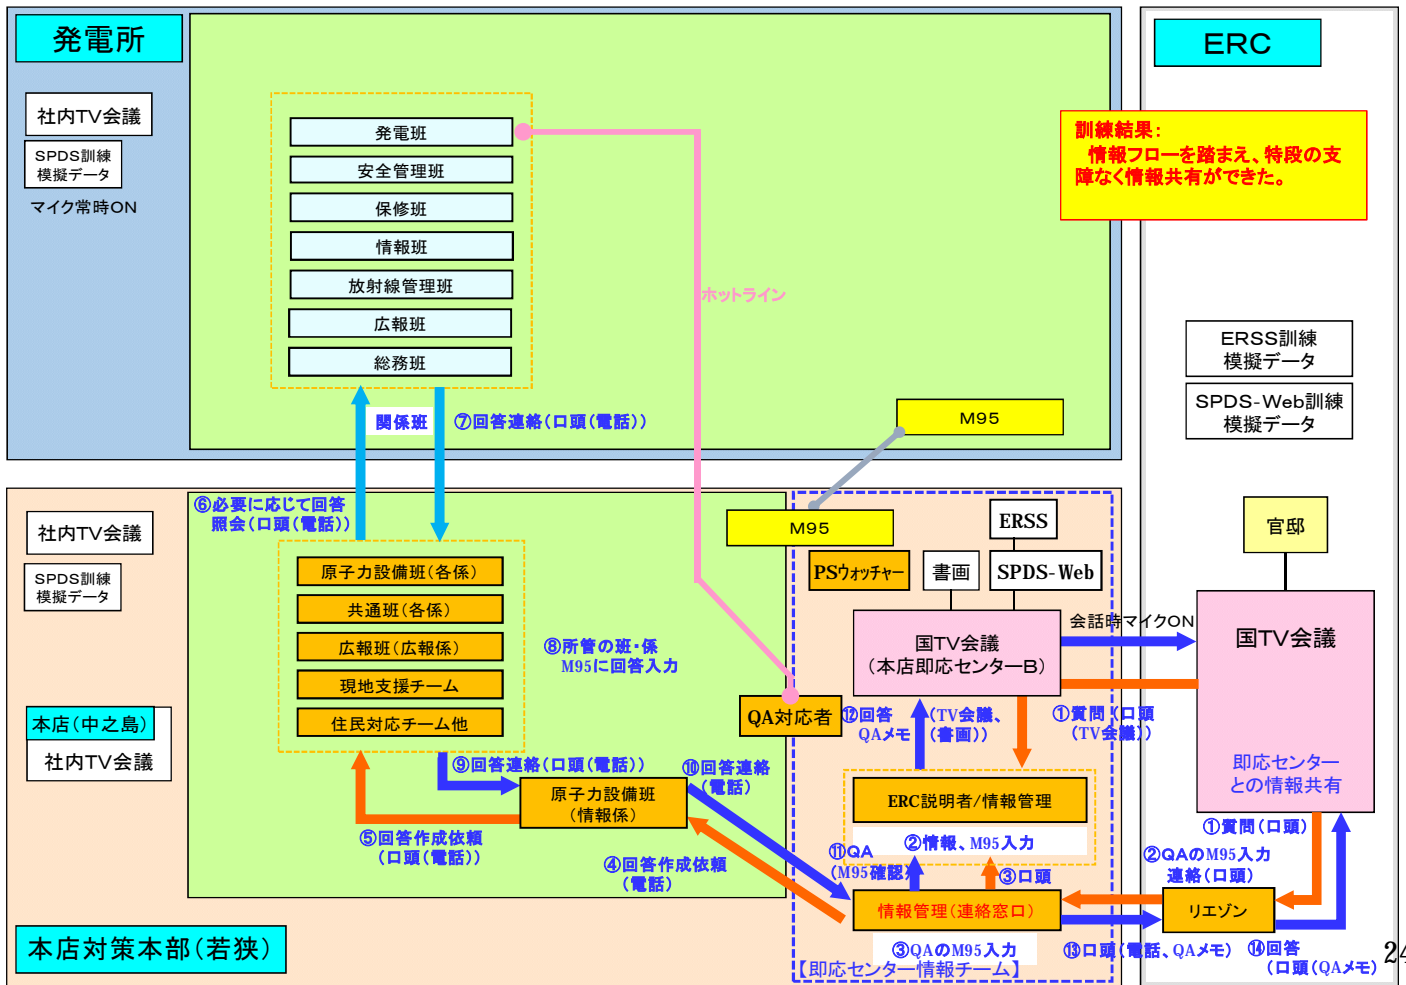 発電所
社内TV会議
SPDS訓練
模擬データ
マイク常時ON
発電班
安全管理班
保修班
情報班
放射線管理班
広報班
総務班
ホットライン
関係班
⑦回答連絡(口頭(電話))
M95
ERC
訓練結果:
情報フローを踏まえ、特段の支
障なく情報共有ができた。
ERSS訓練
模擬データ
SPDS-Web訓練
模擬データ
官邸
国TV会議
即応センター
との情報共有
⑥必要に応じて回答
照会(口頭(電話))
社内TV会議
SPDS訓練
模擬データ
本店(中之島)
社内TV会議
原子力設備班(各係)
共通班(各係)
広報班(広報係)
現地支援チーム
住民対応チーム他
⑧所管の班・係
M95に回答入力
M95
PSウォッチャー
書画
ERSS
SPDS-Web
国TV会議
(本店即応センターB)
会話時マイクON
QA対応者
⑫回答
QAメモ
(TV会議、
書画))
①質問(口頭
(TV会議))
⑨回答連絡(口頭(電話))
⑩回答連絡
(電話)
原子力設備班
(情報係)
⑤回答作成依頼
(口頭(電話))
④回答作成依頼
(電話)
ERC説明者/情報管理
②情報、M95入力
⑪QA
(M95確認)
③口頭
情報管理(連絡窓口)
③QAのM95入力
【即応センター情報チーム】
①質問(口頭)
②QAのM95入力
連絡(口頭)
リエゾン
⑬口頭(電話、QAメモ)
⑭回答
(口頭(QAメモ)
本店対策本部(若狭)
24